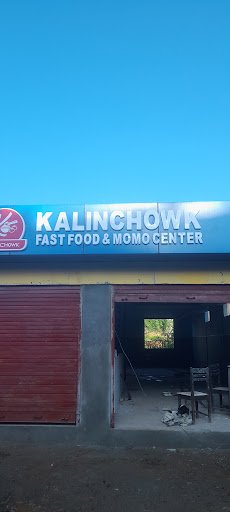 KALINCHOWK
FAST FOOD & MOMO CENTER